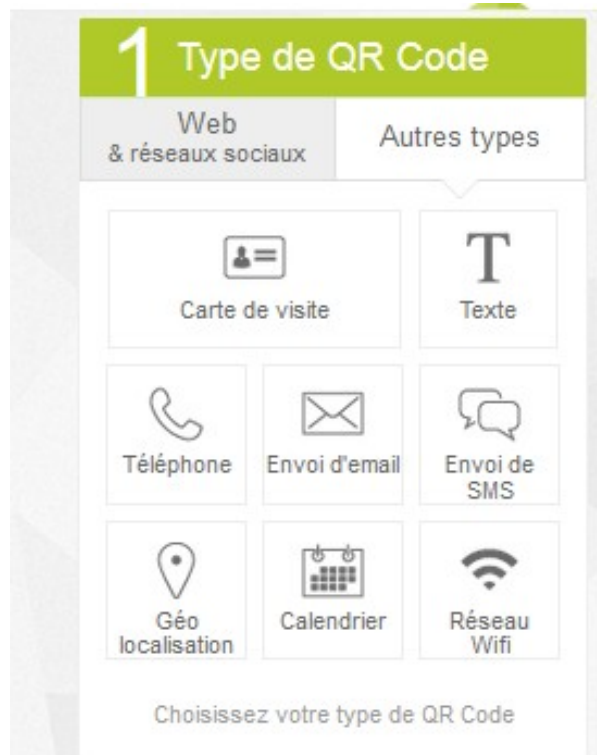 1 Type de QR Code
Web
& réseaux sociaux
Autres types
Carte de visite
T
Texte
Téléphone
Envoi d'email
Envoi de
SMS
Géo
localisation
Calendrier
Réseau
Wifi
Choisissez votre type de QR Code